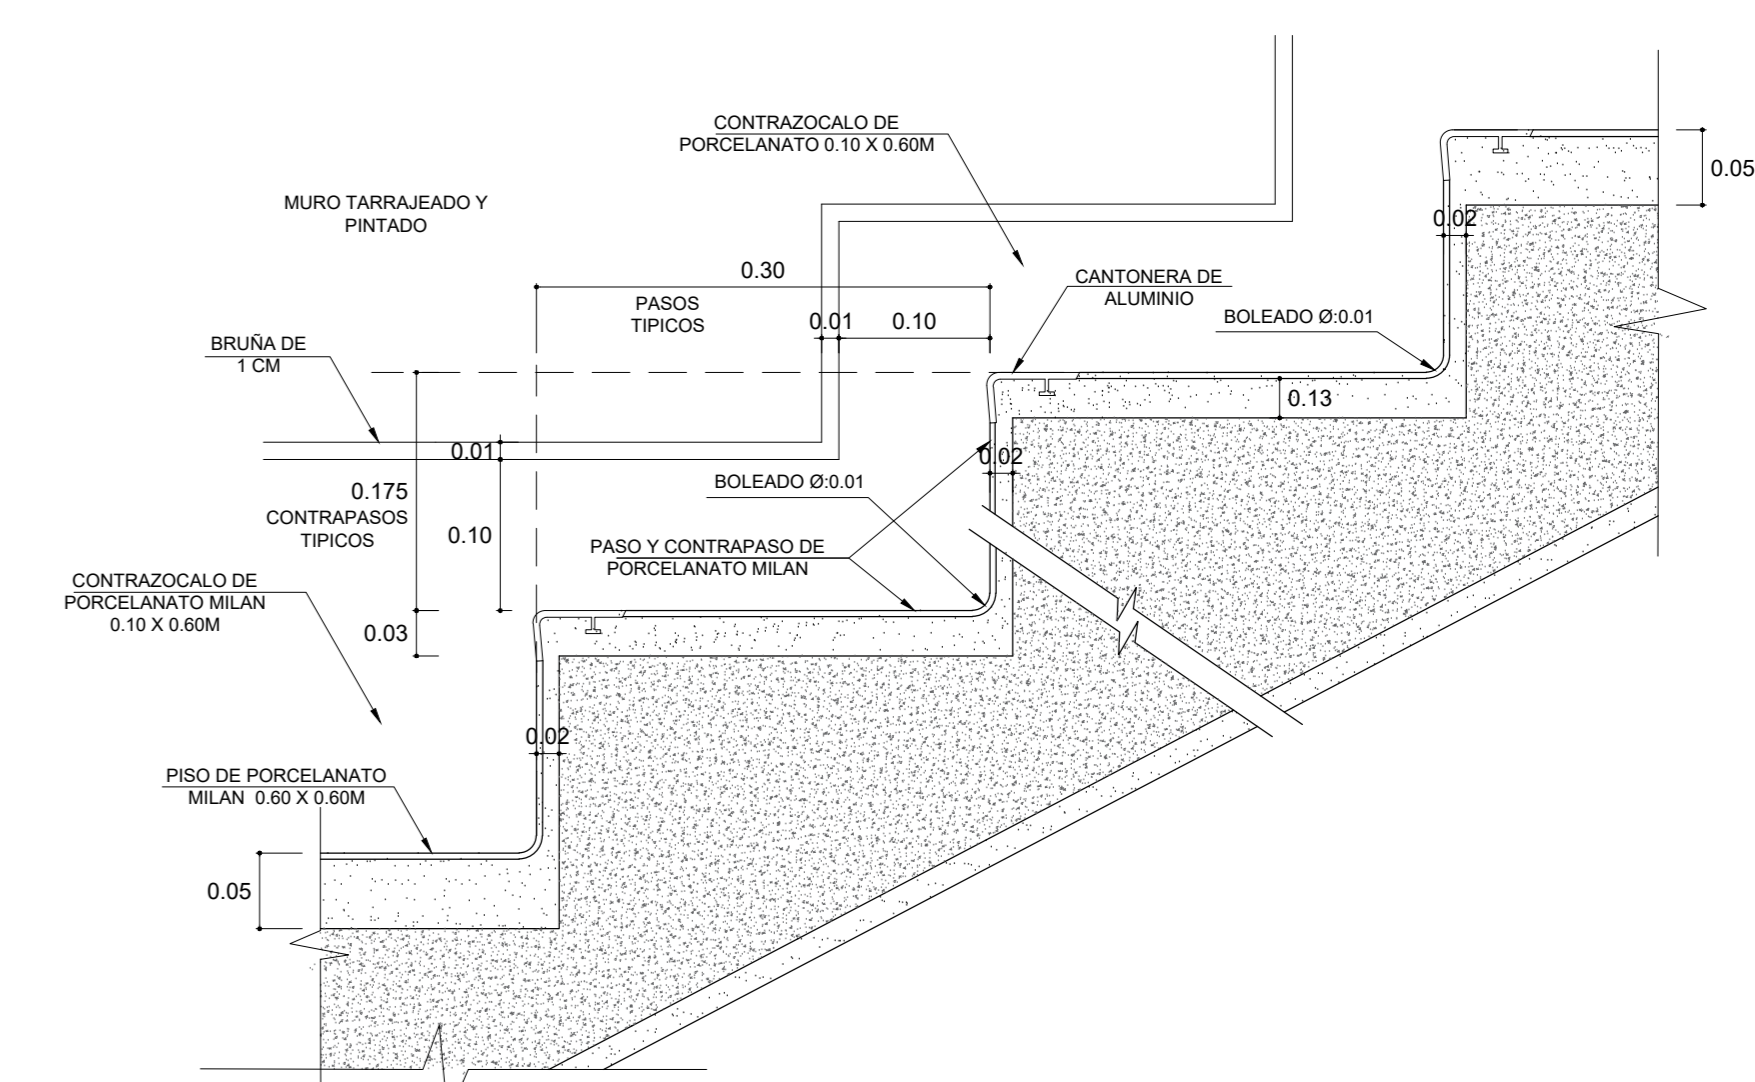 CONTRAZOCALO DE
PORCELANATO 0.10 X 0.60M
0.05
MURO TARRAJEADO Y
PINTADO
0.02
0.30
PASOS
TIPICOS
CANTONERA DE
ALUMINIO
0.01
0.10
BOLEADO Ø:0.01
BRUÑA DE
1 CM
0.13
0.01
0.02
0.175
CONTRAPASOS
TIPICOS
BOLEADO Ø:0.01
0.10
PASO Y CONTRAPASO DE
PORCELANATO MILAN
CONTRAZOCALO DE
PORCELANATO MILAN
0.10 X 0.60M
0.03
0.02
PISO DE PORCELANATO
MILAN 0.60 X 0.60M
0.05